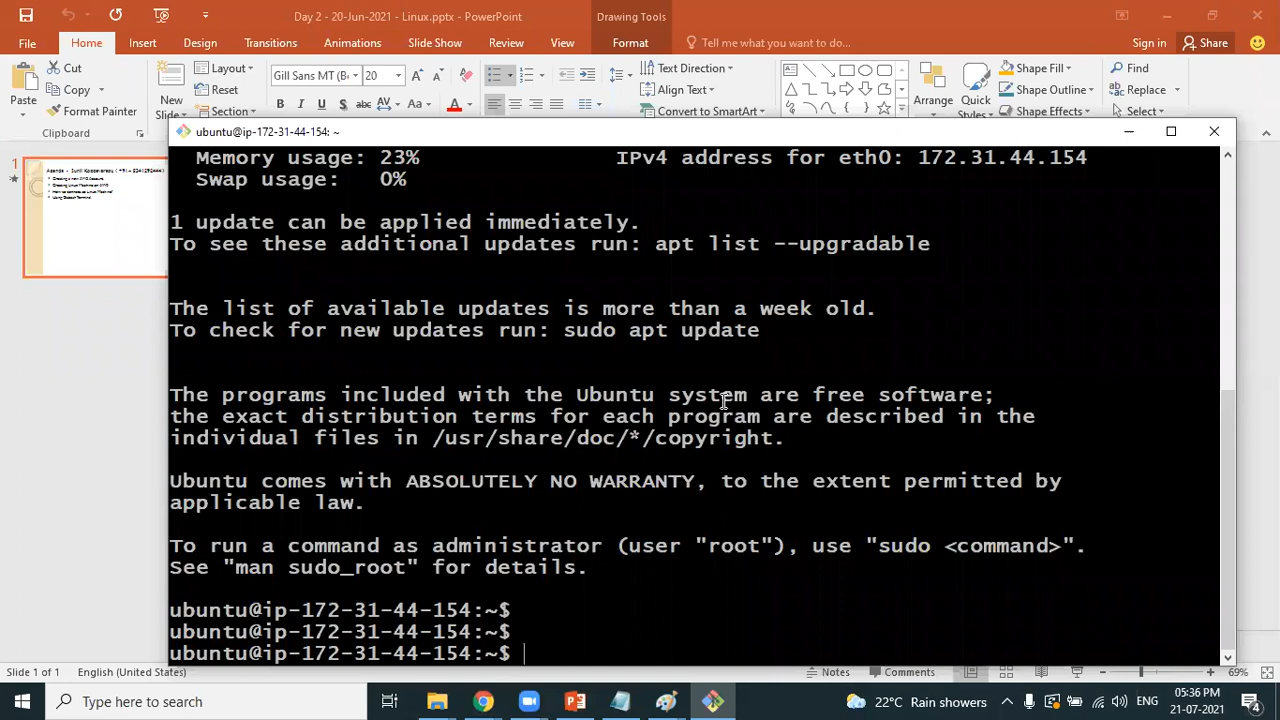 Day 2 - 20-Jun-2021 - Linux.pptx - PowerPoint
Drawing Tools
File Home Insert Design Transitions Animations Slide Show Review View Format Tell me what you want to do... Sign in Share
Paste
Cut
Copy
Format Painter
Clipboard
New
Layout
Reset
Section
Gill Sans MT (B 20
B I U S abc AV Aa A
Text Direction
Align Text
Convert to SmartArt
Arrange
Quick
Shape Fill
Shape Outline
Shape Effects
Find
Replace
Select
1
ubuntu@ip-172-31-44-154: ~
Memory usage: 23% IPv4 address for eth0: 172.31.44.154
Swap usage: 0%
1 update can be applied immediately.
To see these additional updates run: apt list --upgradable
The list of available updates is more than a week old.
To check for new updates run: sudo apt update
The programs included with the Ubuntu system are free software;
the exact distribution terms for each program are described in the
individual files in /usr/share/doc/*/copyright.
Ubuntu comes with ABSOLUTELY NO WARRANTY, to the extent permitted by
applicable law.
To run a command as administrator (user "root"), use "sudo <command>".
See "man sudo_root" for details.
ubuntu@ip-172-31-44-154:~$
ubuntu@ip-172-31-44-154:~$
ubuntu@ip-172-31-44-154:~$
Slide 1 of 1 English (United States) Notes Comments 69%
Type here to search
22°C Rain showers
ENG
05:36 PM
21-07-2021
4